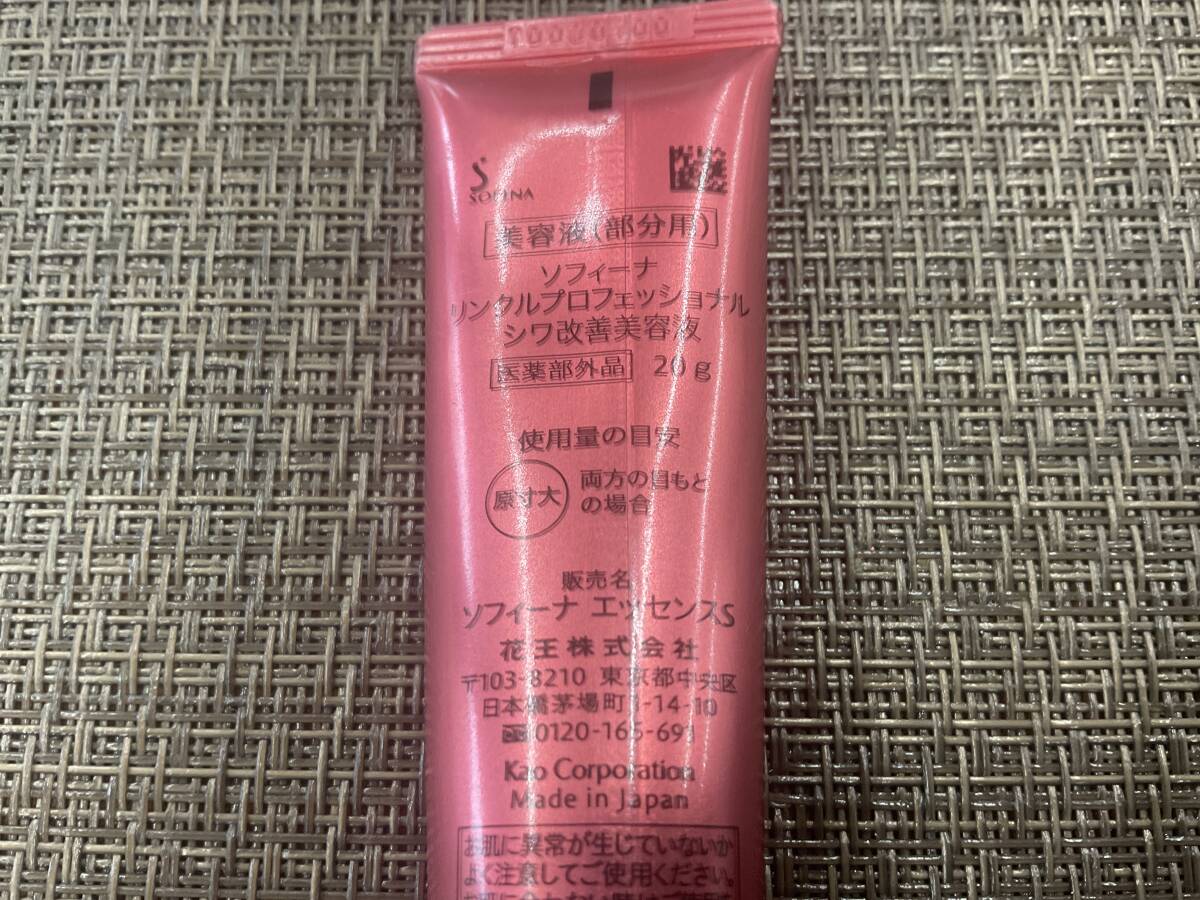 SOFINA
美容液(部分用)
ソフィーナ
リンクルプロフェッショナル
シワ改善美容液
医薬部外品 20g
使用量の目安
原寸大 両方の目もと
の場合
販売名
ソフィーナ エッセンスS
花王株式会社
〒103-8210 東京都中央区
日本橋茅場町1-14-10
0120-165-691
Kao Corporation
Made in Japan
お肌に異常が生じていないか
よく注意してご使用ください。